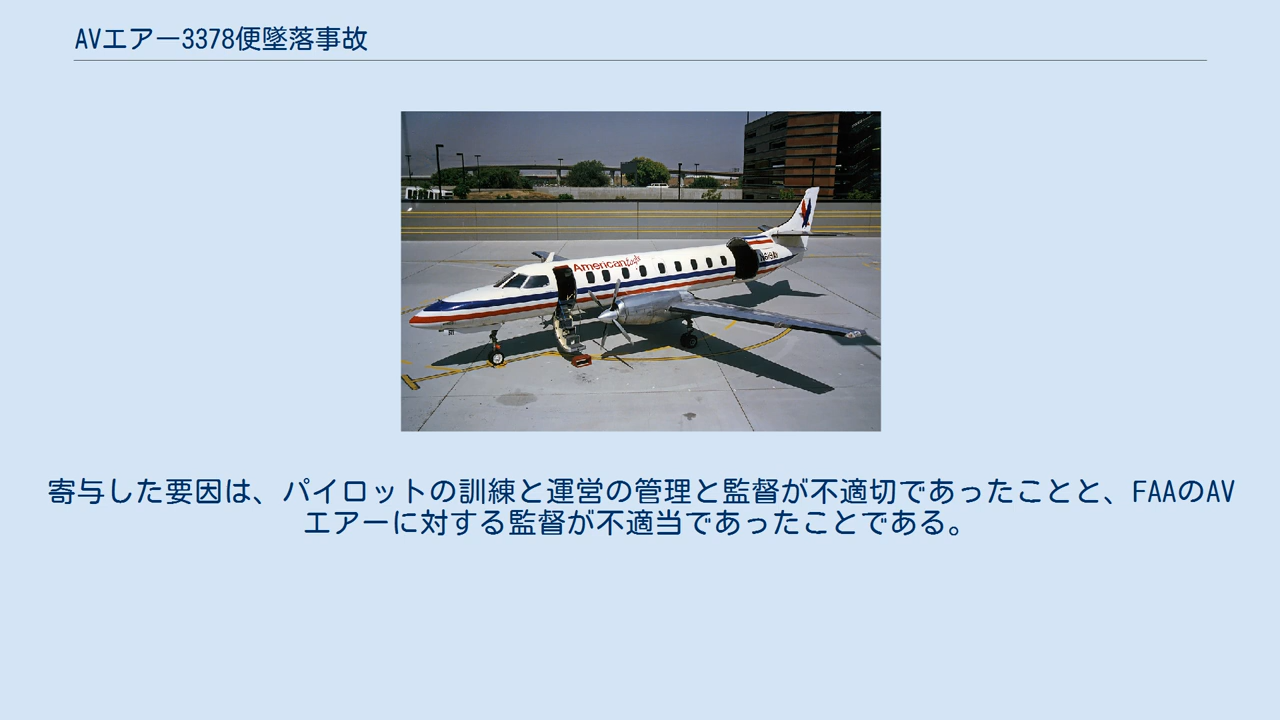 AVエアー3378便墜落事故
American Eagle
寄与した要因は、パイロットの訓練と運営の管理と監督が不適切であったことと、FAAのAV
エアーに対する監督が不適当であったことである。